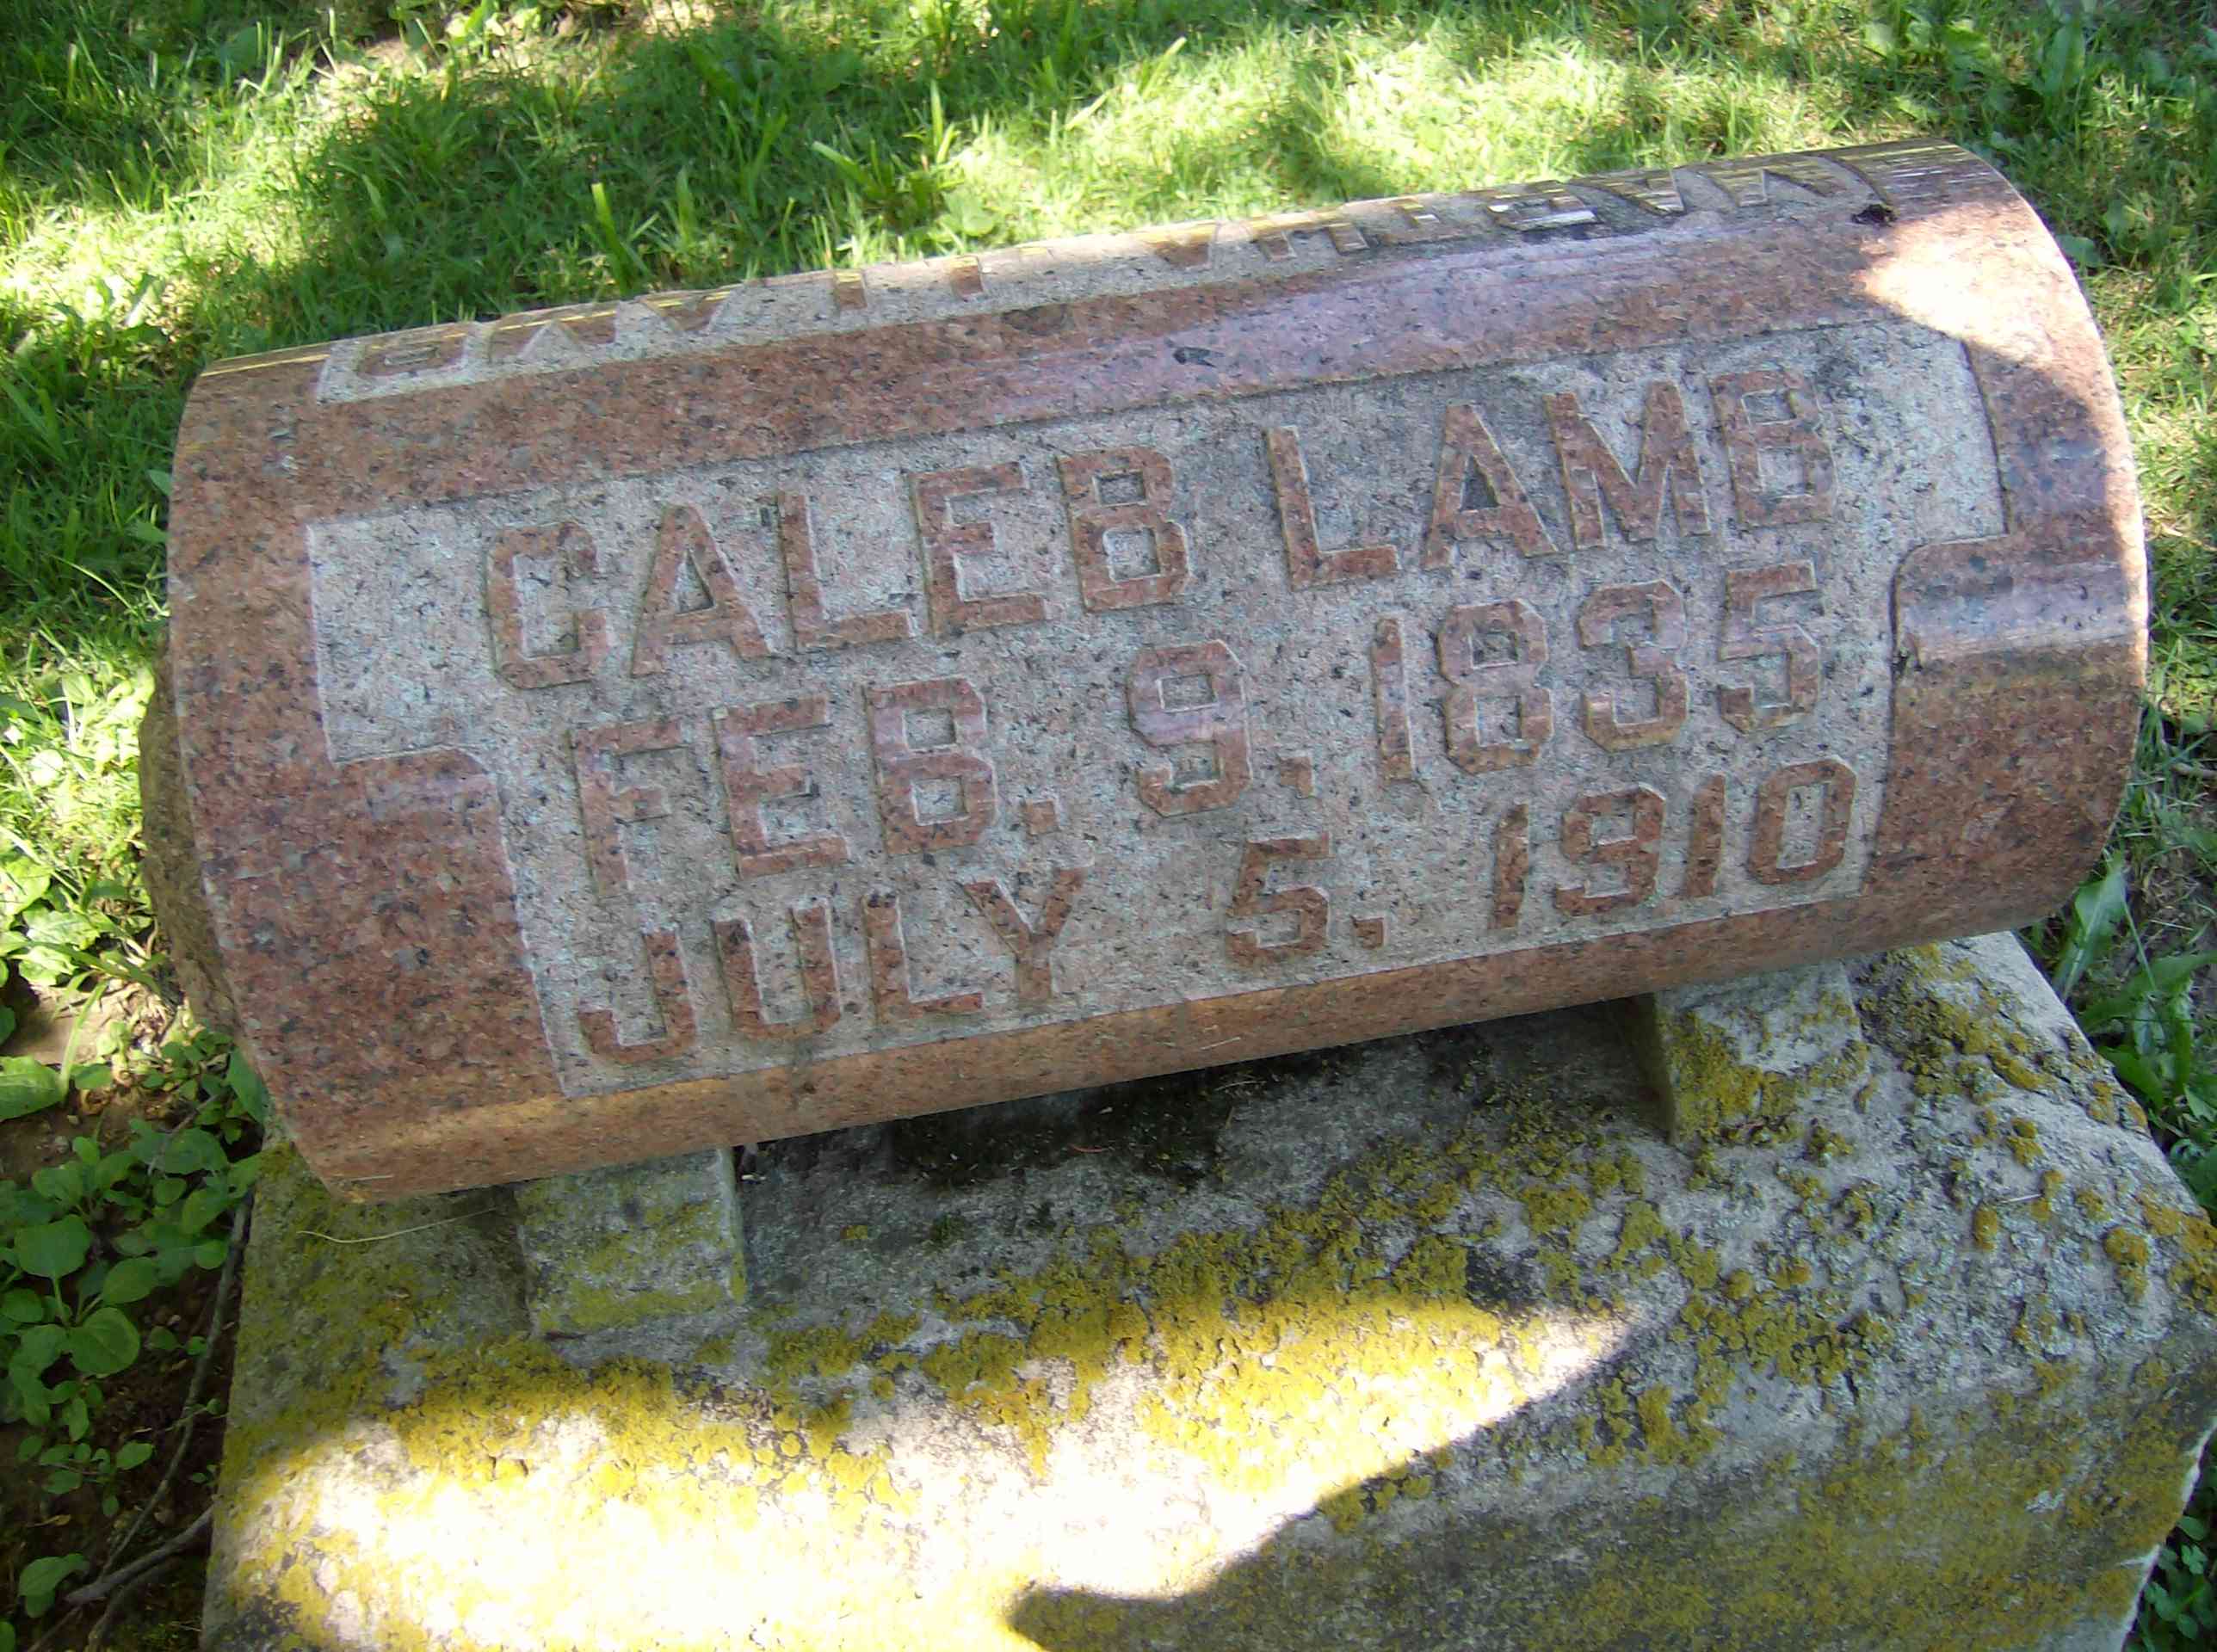 CALEB LAMB
FEB. 9, 1835
JULY 5, 1910